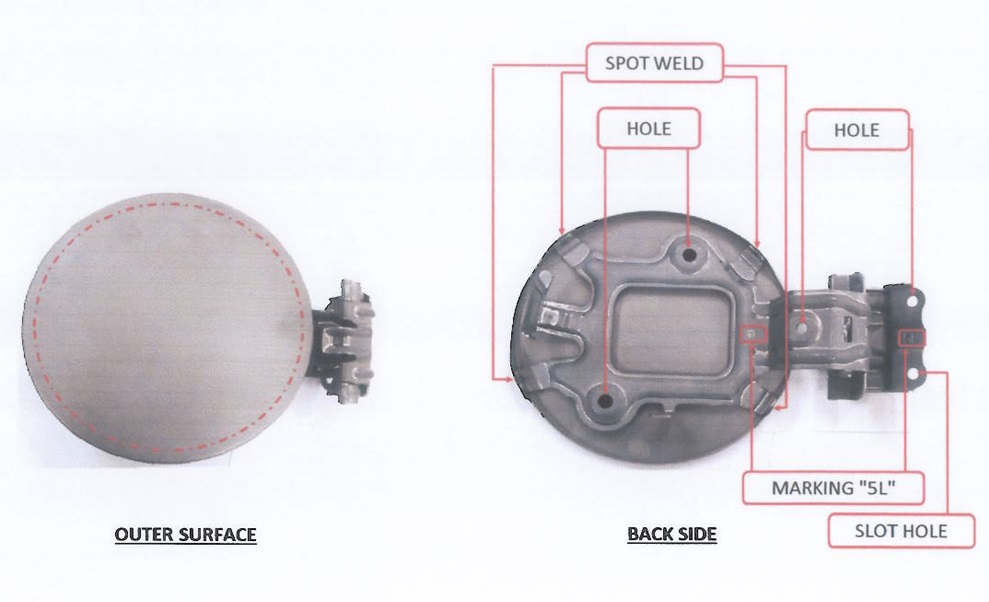 SPOT WELD
HOLE
HOLE
MARKING "5L"
SLOT HOLE
OUTER SURFACE
BACK SIDE